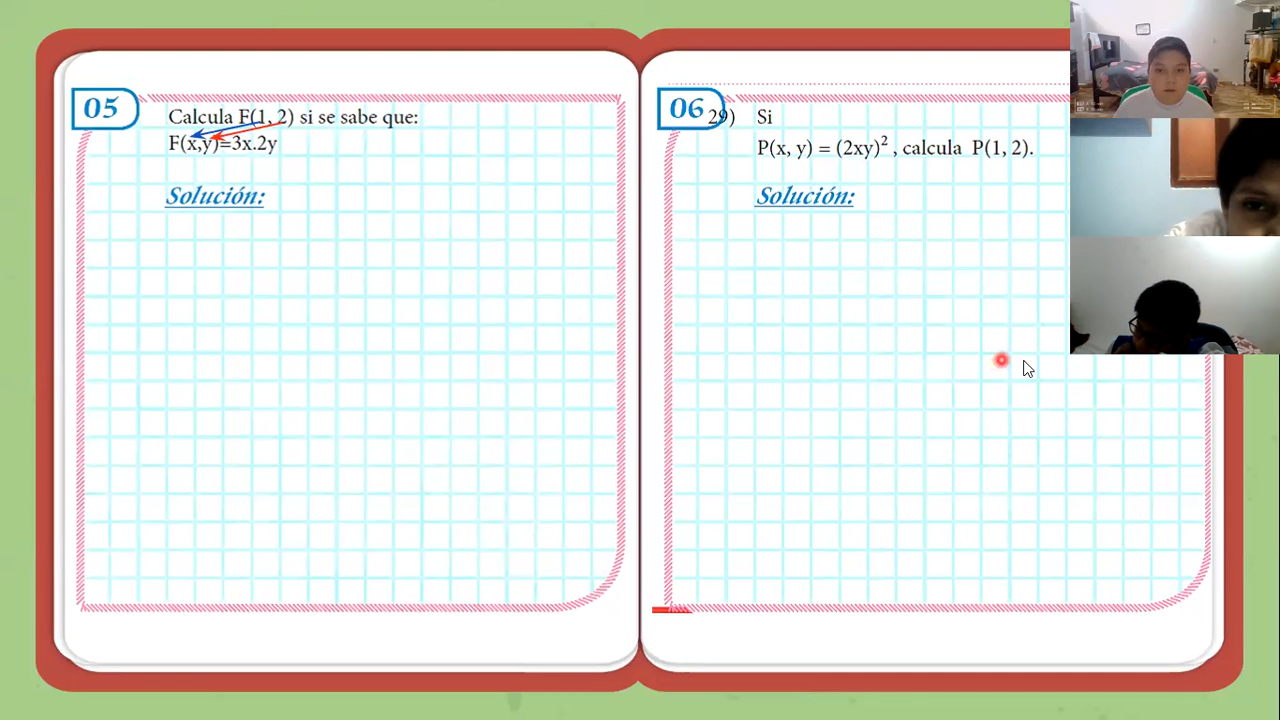 05
Calcula F(1, 2) si se sabe que:
F(x,y)=3x.2y
Solución:
06
29) Si
P(x, y) = (2xy)², calcula P(1, 2).
Solución: